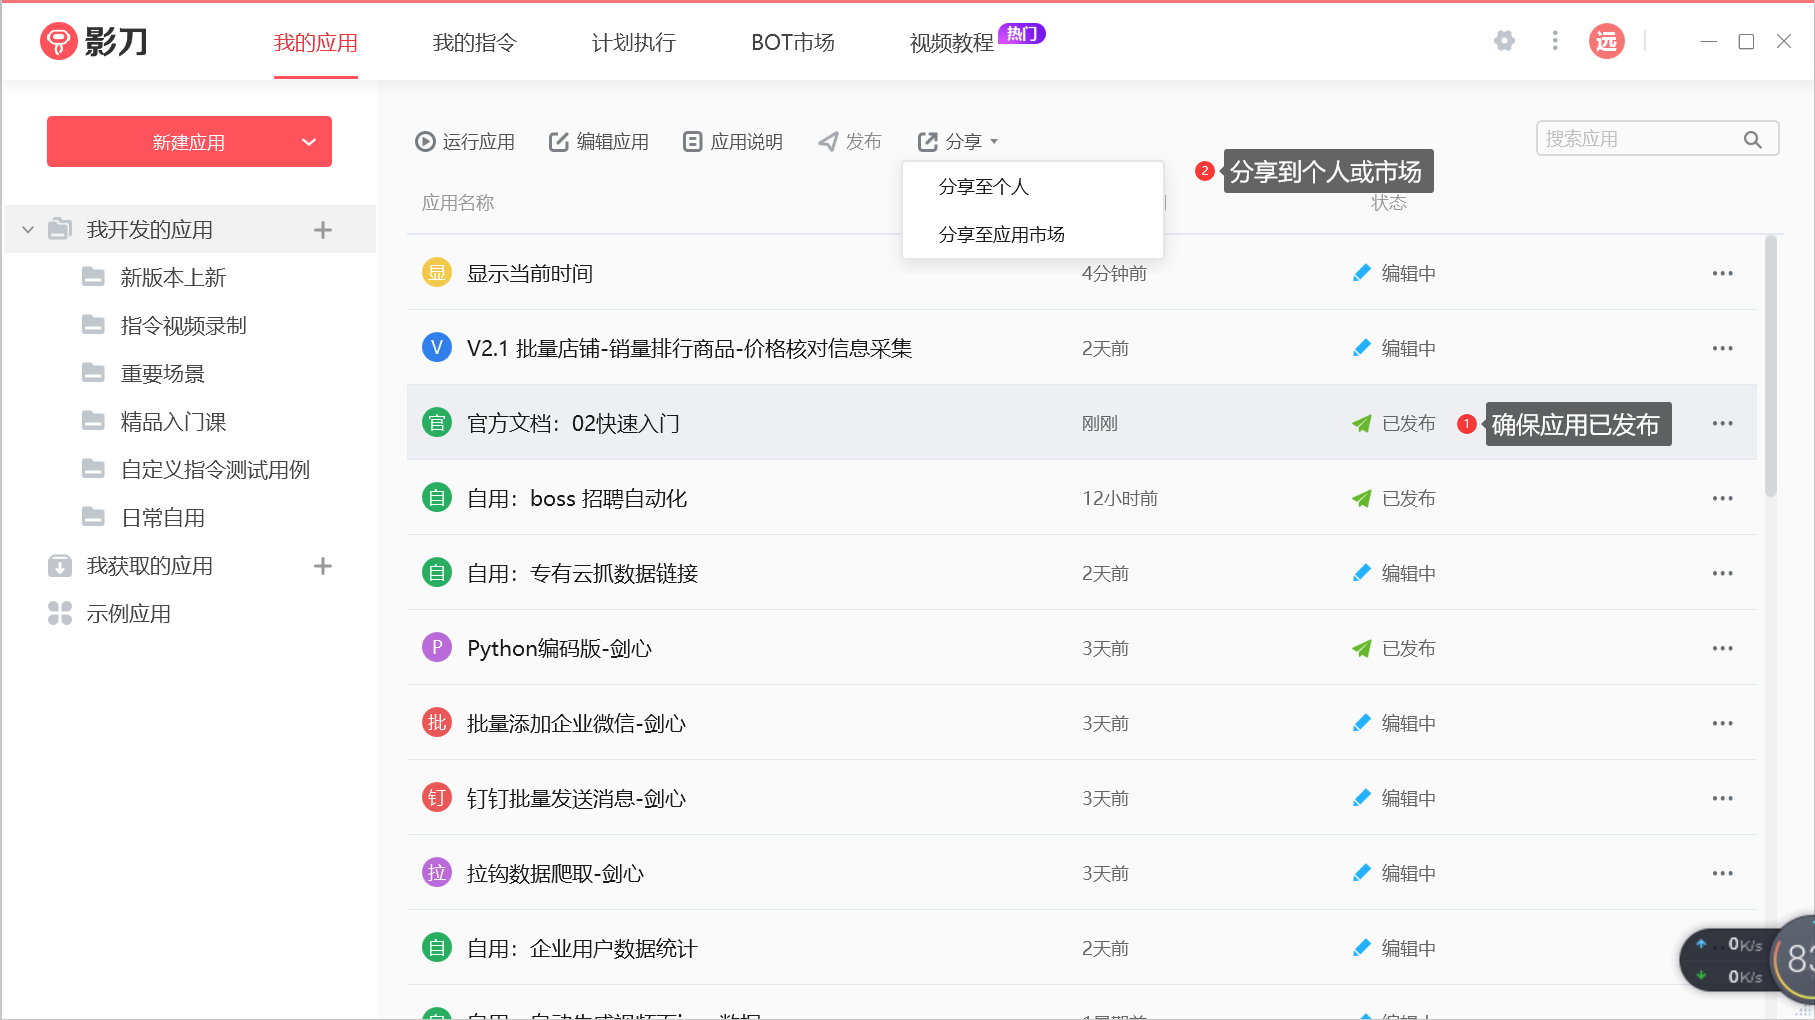 影刀
我的应用
我的指令
计划执行
BOT市场
视频教程
热门
远
新建应用
运行应用
编辑应用
应用说明
发布
分享
搜索应用
分享至个人
分享至应用市场
2
分享到个人或市场
应用名称
状态
我开发的应用
新版本上新
指令视频录制
重要场景
精品入门课
自定义指令测试用例
日常自用
我获取的应用
示例应用
显 显示当前时间 4分钟前 编辑中
V V2.1 批量店铺-销量排行商品-价格核对信息采集 2天前 编辑中
官 官方文档：02快速入门 刚刚 已发布 1 确保应用已发布
自 自用：boss 招聘自动化 12小时前 已发布
自 自用：专有云抓数据链接 2天前 编辑中
P Python编码版-剑心 3天前 已发布
批 批量添加企业微信-剑心 3天前 编辑中
钉 钉钉批量发送消息-剑心 3天前 编辑中
拉 拉钩数据爬取-剑心 3天前 编辑中
自 自用：企业用户数据统计 2天前 编辑中
0K/s
0K/s
83